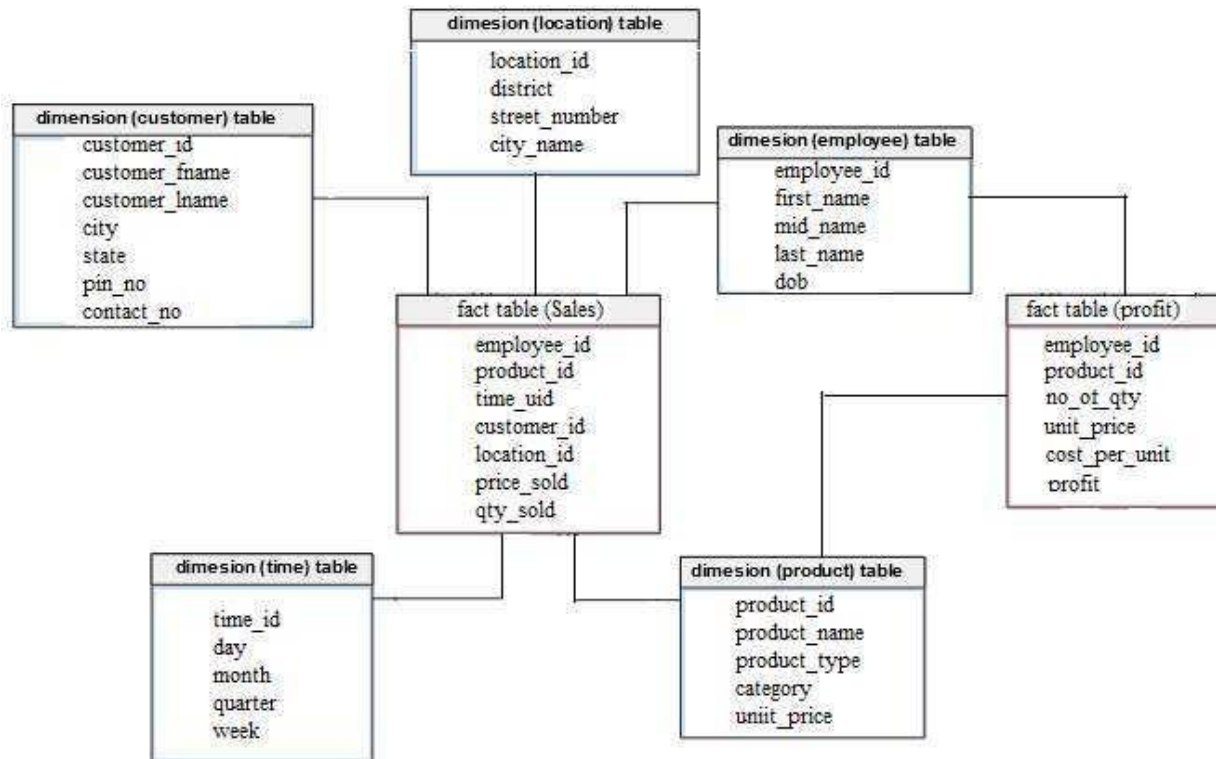 dimesion (location) table
location_id
district
street_number
city_name
dimension (customer) table
customer_id
customer_fname
customer_lname
city
state
pin_no
contact_no
dimesion (employee) table
employee_id
first_name
mid_name
last_name
dob
fact table (Sales)
employee_id
product_id
time_uid
customer_id
location_id
price_sold
qty_sold
fact table (profit)
employee_id
product_id
no_of_qty
unit_price
cost_per_unit
profit
dimesion (time) table
time_id
day
month
quarter
week
dimesion (product) table
product_id
product_name
product_type
category
uniit_price